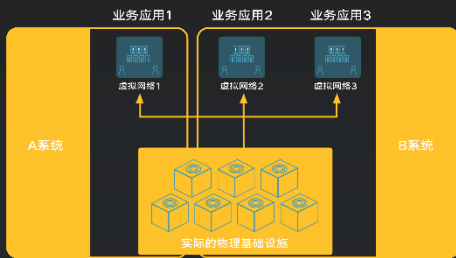 业务应用1 业务应用2 业务应用3
虚拟网络1 虚拟网络2 虚拟网络3
A系统 B系统
实际的物理基础设施